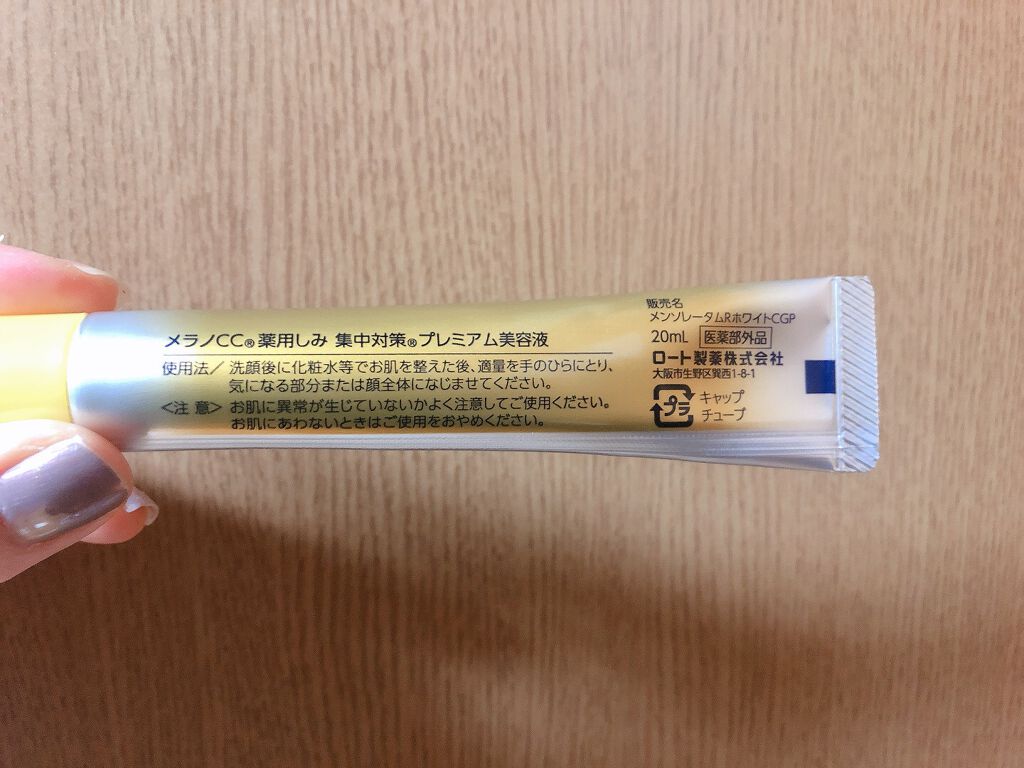 メラノCC® 薬用しみ 集中対策® プレミアム美容液
使用法／洗顔後に化粧水等でお肌を整えた後、適量を手のひらにとり、
気になる部分または顔全体になじませてください。
＜注 意＞ お肌に異常が生じていないかよく注意してご使用ください。
お肌にあわないときはご使用をおやめください。
販売名
メンソレータムRホワイトCGP
20mL 医薬部外品
ロート製薬株式会社
大阪市生野区巽西1-8-1
プラ
キャップ
チューブ